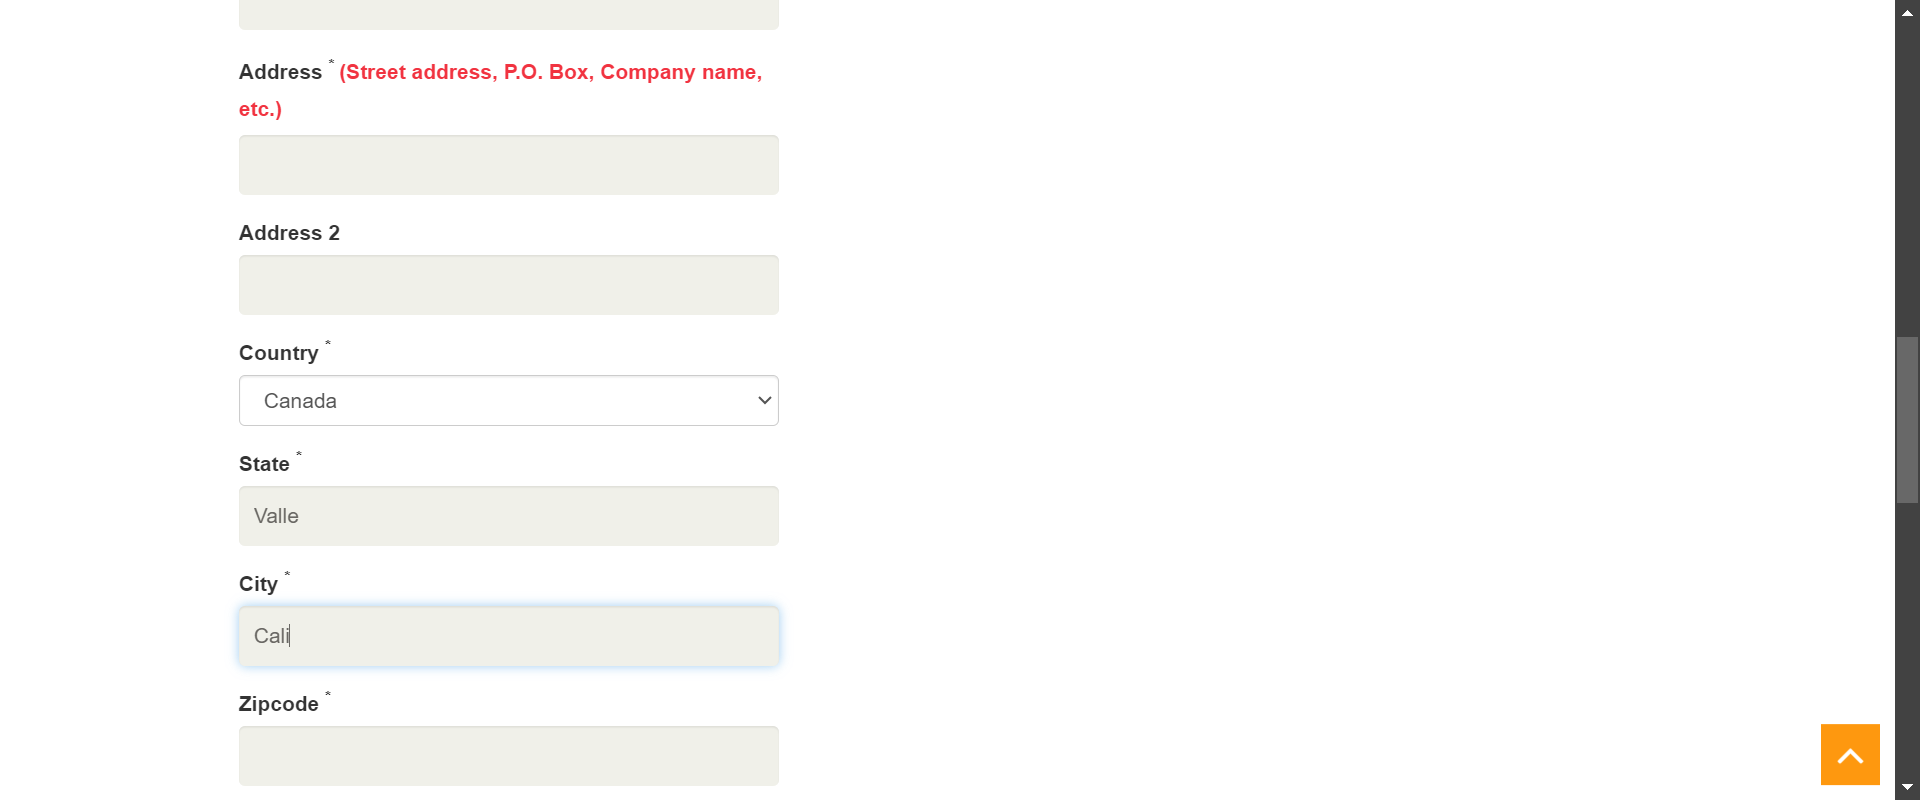 Address * (Street address, P.O. Box, Company name,
etc.)
Address 2
Country *
Canada
State *
Valle
City *
Cali
Zipcode *